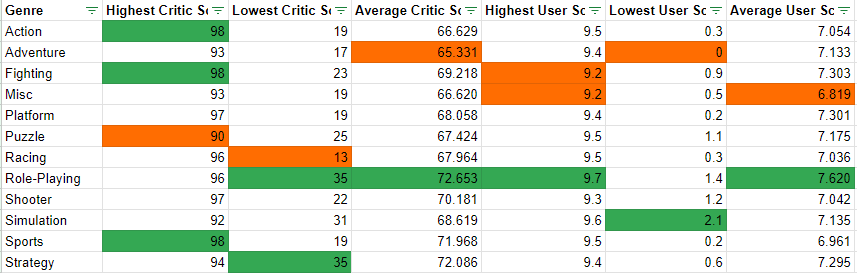 Genre Highest Critic Sc Lowest Critic Sc Average Critic Sc Highest User Sc Lowest User Sc Average User Sc
Action 98 19 66.629 9.5 0.3 7.054
Adventure 93 17 65.331 9.4 0 7.133
Fighting 98 23 69.218 9.2 0.9 7.303
Misc 93 19 66.620 9.2 0.5 6.819
Platform 97 19 68.058 9.4 0.2 7.301
Puzzle 90 25 67.424 9.5 1.1 7.175
Racing 96 13 67.964 9.5 0.3 7.036
Role-Playing 96 35 72.653 9.7 1.4 7.620
Shooter 97 22 70.181 9.3 1.2 7.042
Simulation 92 31 68.619 9.6 2.1 7.135
Sports 98 19 71.968 9.5 0.2 6.961
Strategy 94 35 72.086 9.4 0.6 7.295